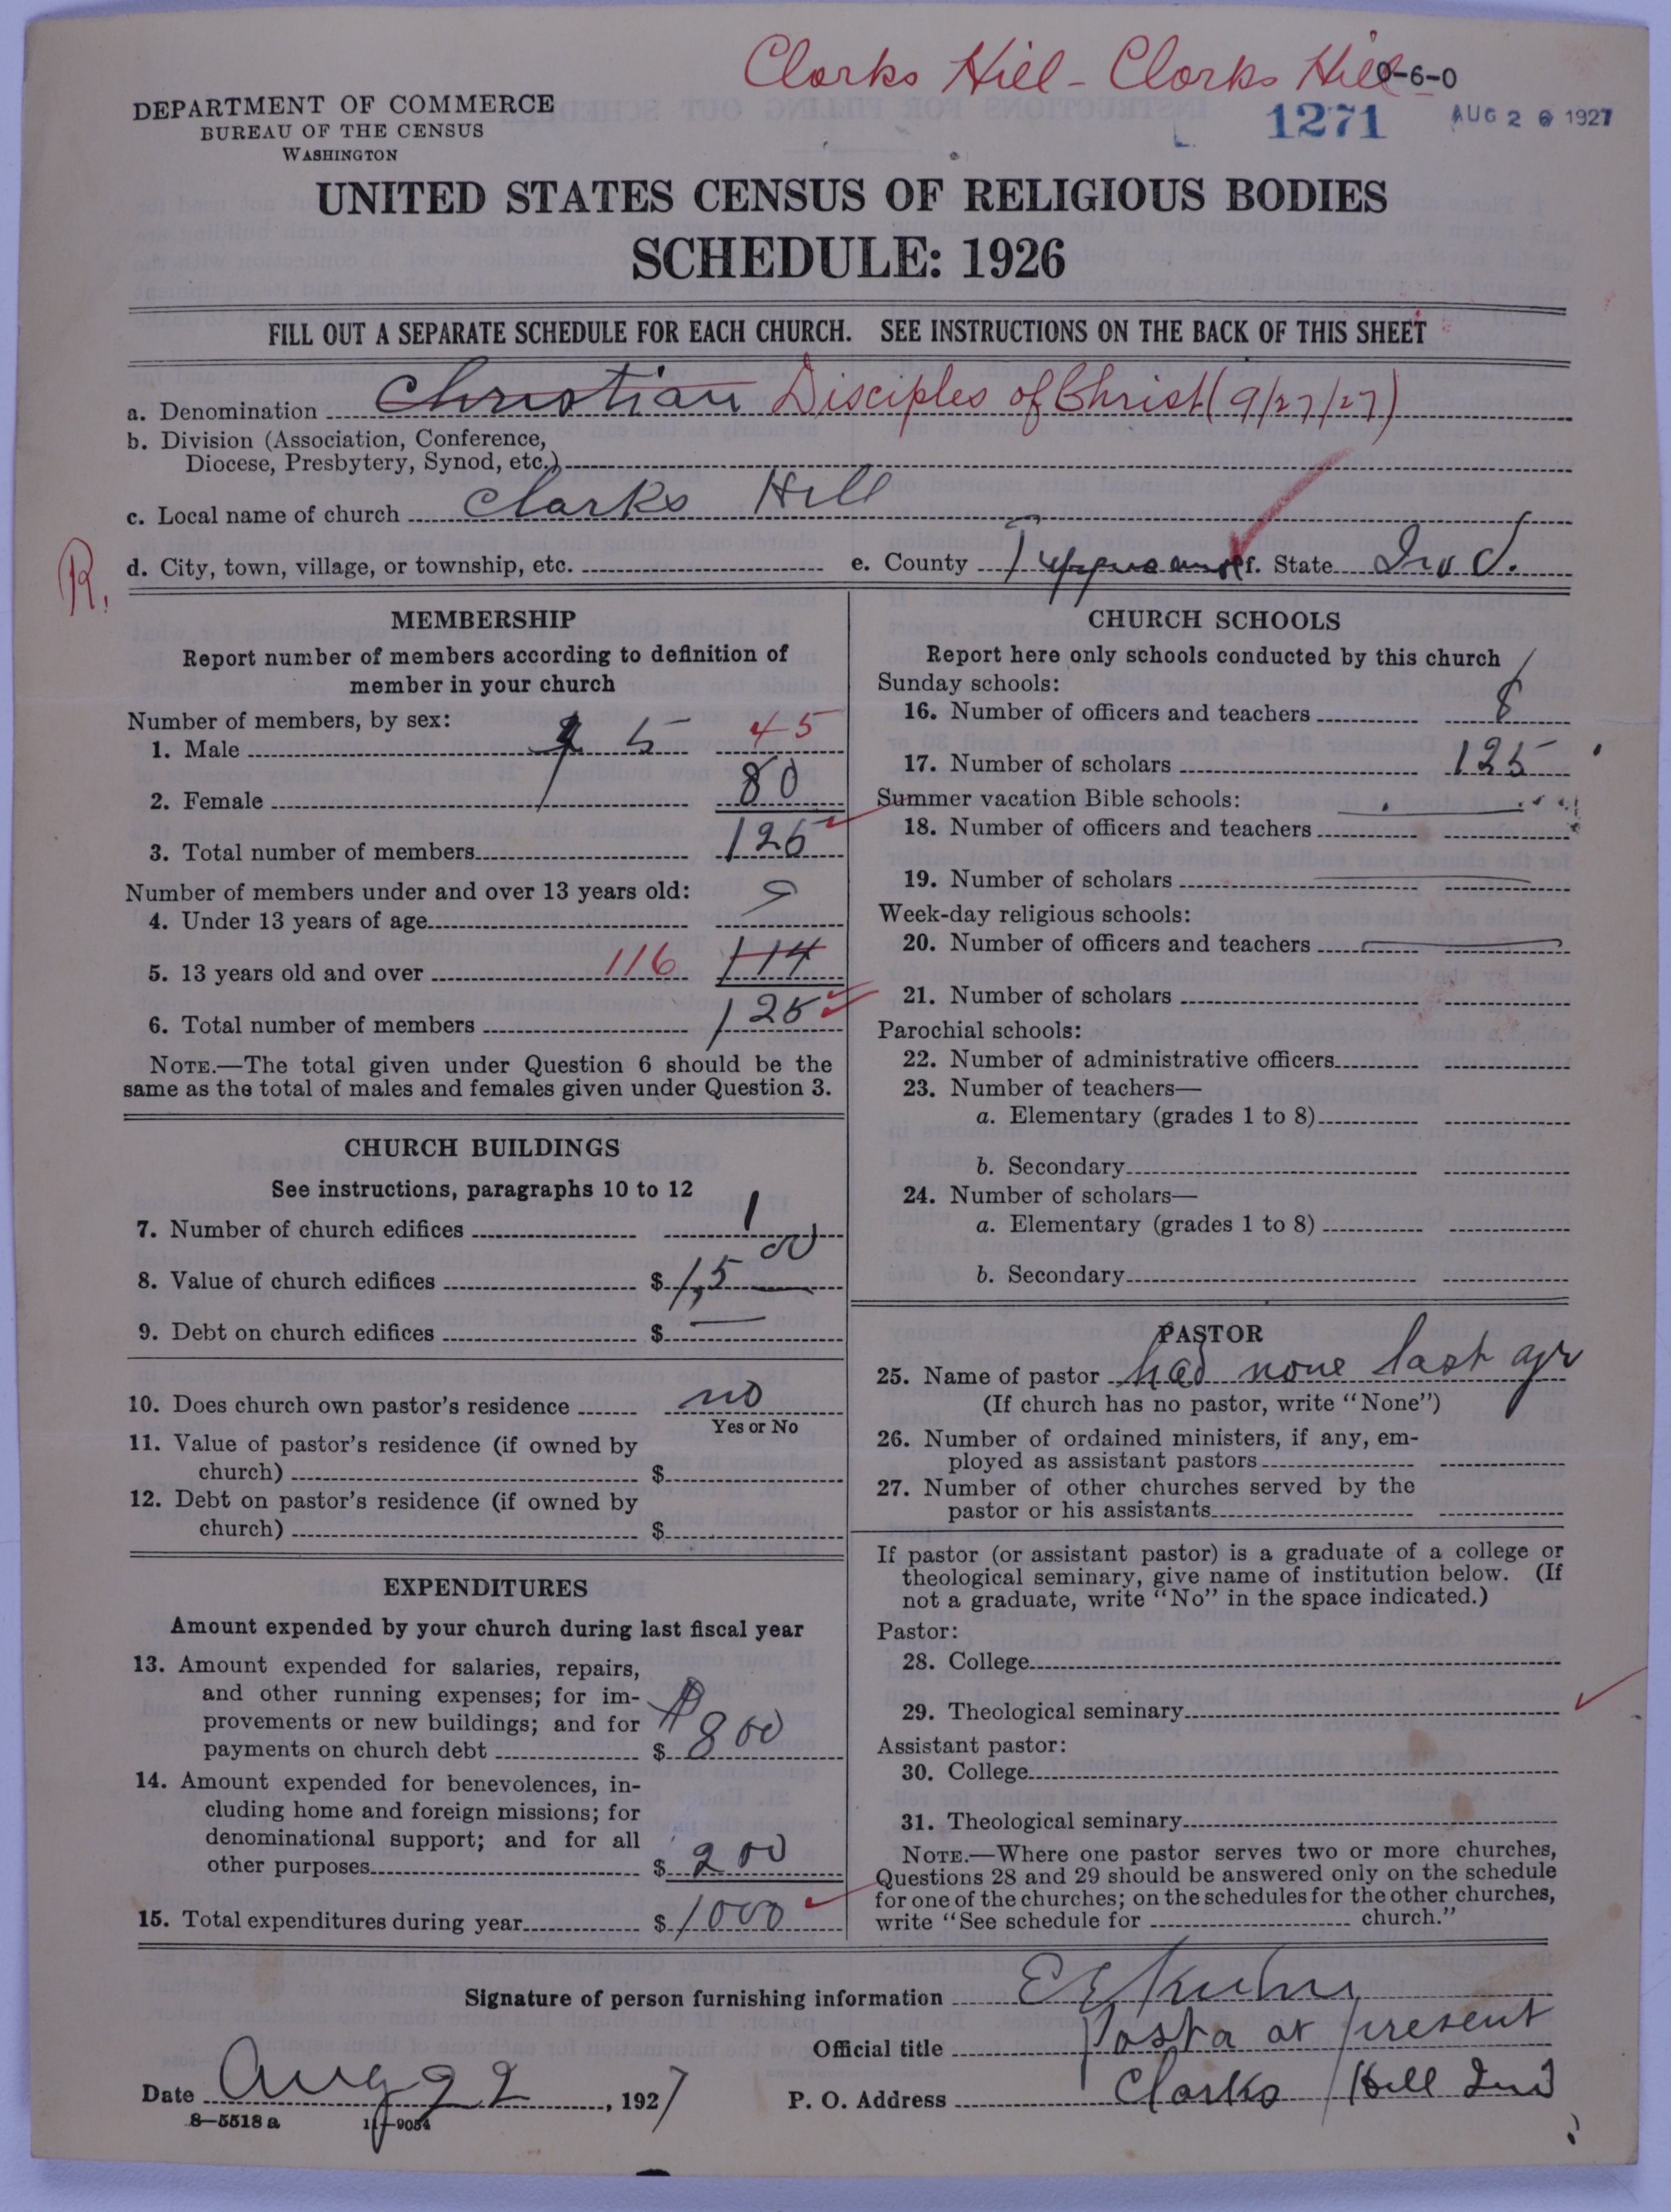 Clarks Hill - Clarks Hill
0-6-0
DEPARTMENT OF COMMERCE
BUREAU OF THE CENSUS
WASHINGTON
1271
AUG 26 1927
UNITED STATES CENSUS OF RELIGIOUS BODIES
SCHEDULE: 1926
FILL OUT A SEPARATE SCHEDULE FOR EACH CHURCH. SEE INSTRUCTIONS ON THE BACK OF THIS SHEET
a. Denomination Christian Disciples of Christ (9/27/27)
b. Division (Association, Conference,
Diocese, Presbytery, Synod, etc.)
c. Local name of church Clarks Hill
R.
d. City, town, village, or township, etc. e. County f. State Ind.
MEMBERSHIP
Report number of members according to definition of
member in your church
Number of members, by sex:
1. Male 45 45
2. Female 80
3. Total number of members 125
Number of members under and over 13 years old:
4. Under 13 years of age 9
5. 13 years old and over 116 114
6. Total number of members 125
NOTE.—The total given under Question 6 should be the
same as the total of males and females given under Question 3.
CHURCH BUILDINGS
See instructions, paragraphs 10 to 12
7. Number of church edifices 1
8. Value of church edifices $ 1,500
9. Debt on church edifices $ —
10. Does church own pastor's residence no
Yes or No
11. Value of pastor's residence (if owned by
church) $
12. Debt on pastor's residence (if owned by
church) $
EXPENDITURES
Amount expended by your church during last fiscal year
13. Amount expended for salaries, repairs,
and other running expenses; for im-
provements or new buildings; and for
payments on church debt $ $800
14. Amount expended for benevolences, in-
cluding home and foreign missions; for
denominational support; and for all
other purposes $ 200
15. Total expenditures during year $ 1000
CHURCH SCHOOLS
Report here only schools conducted by this church
Sunday schools:
16. Number of officers and teachers 8
17. Number of scholars 125
Summer vacation Bible schools:
18. Number of officers and teachers
19. Number of scholars
Week-day religious schools:
20. Number of officers and teachers
21. Number of scholars
Parochial schools:
22. Number of administrative officers
23. Number of teachers—
a. Elementary (grades 1 to 8)
b. Secondary
24. Number of scholars—
a. Elementary (grades 1 to 8)
b. Secondary
PASTOR
25. Name of pastor had none last yr
(If church has no pastor, write "None")
26. Number of ordained ministers, if any, em-
ployed as assistant pastors
27. Number of other churches served by the
pastor or his assistants
If pastor (or assistant pastor) is a graduate of a college or
theological seminary, give name of institution below. (If
not a graduate, write "No" in the space indicated.)
Pastor:
28. College
29. Theological seminary
Assistant pastor:
30. College
31. Theological seminary
NOTE.—Where one pastor serves two or more churches,
Questions 28 and 29 should be answered only on the schedule
for one of the churches; on the schedules for the other churches,
write "See schedule for church."
Signature of person furnishing information E E Kuhn
Official title Posta at present
Date Aug 22, 1927 P. O. Address Clarks Hill Ind
8-5518 a 11-9054